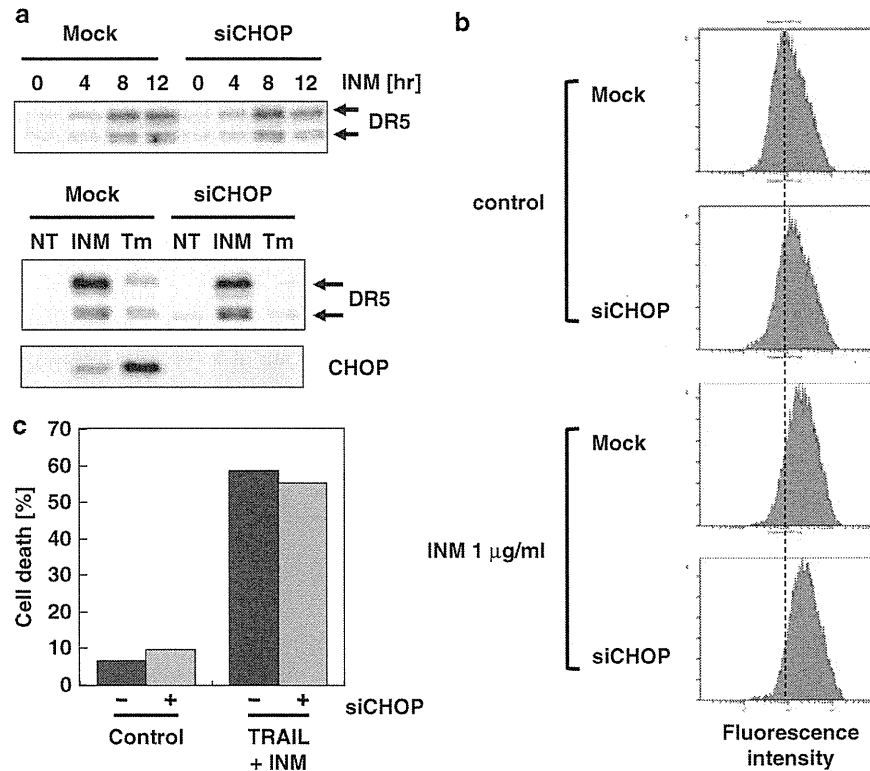 a
Mock siCHOP
0 4 8 12 0 4 8 12 INM [hr]
DR5
Mock siCHOP
NT INM Tm NT INM Tm
DR5
CHOP
b
Mock
control
siCHOP
Mock
INM 1 μg/ml
siCHOP
Fluorescence
intensity
c
Cell death [%]
70
60
50
40
30
20
10
0
– + – + siCHOP
Control TRAIL
+ INM